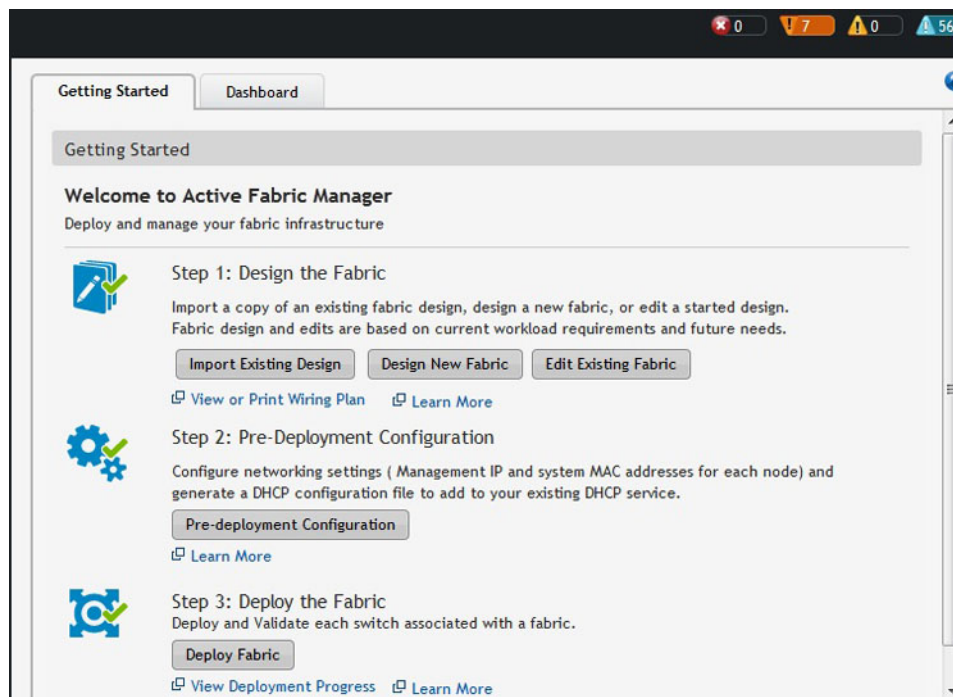 0 7 0 56
Getting Started Dashboard
Getting Started
Welcome to Active Fabric Manager
Deploy and manage your fabric infrastructure
Step 1: Design the Fabric
Import a copy of an existing fabric design, design a new fabric, or edit a started design.
Fabric design and edits are based on current workload requirements and future needs.
Import Existing Design Design New Fabric Edit Existing Fabric
View or Print Wiring Plan Learn More
Step 2: Pre-Deployment Configuration
Configure networking settings ( Management IP and system MAC addresses for each node) and
generate a DHCP configuration file to add to your existing DHCP service.
Pre-deployment Configuration
Learn More
Step 3: Deploy the Fabric
Deploy and Validate each switch associated with a fabric.
Deploy Fabric
View Deployment Progress Learn More